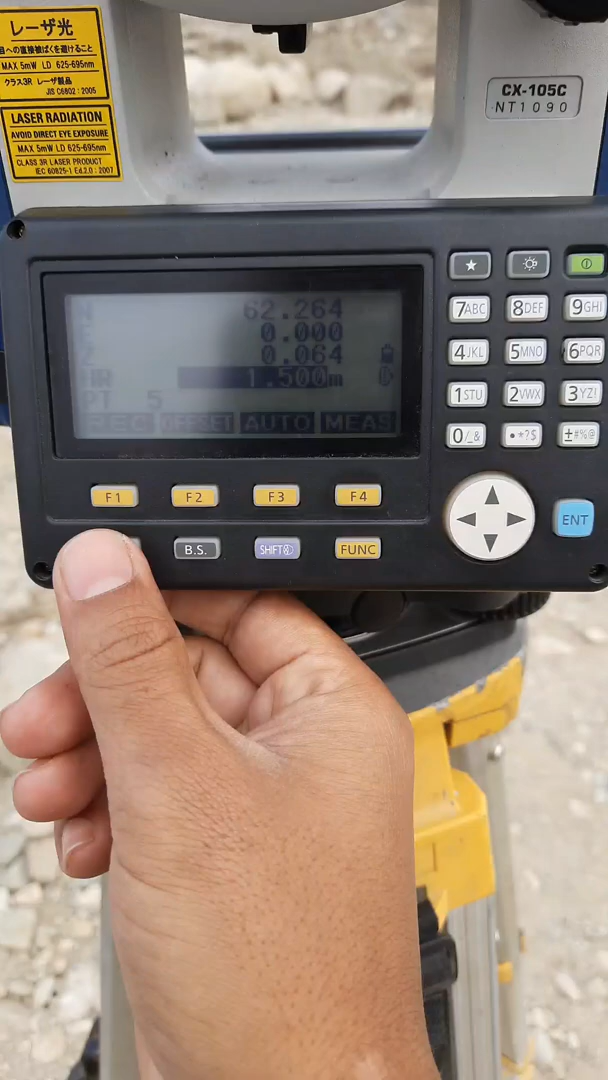 レーザ光
目への直接被ばくを避けること
MAX 5mW LD 625-695nm
クラス3R レーザ製品
JIS C6802 : 2005
LASER RADIATION
AVOID DIRECT EYE EXPOSURE
MAX 5mW LD 625-695nm
CLASS 3R LASER PRODUCT
IEC 60825-1 Ed.2.0 : 2007
CX-105C
NT1090
N 62.264
E 0.000
Z 0.064
HR 1.500m
PT 5
REC OFFSET AUTO MEAS
★
7ABC 8DEF 9GHI
4JKL 5MNO 6PQR
1STU 2VWX 3YZ!
0/_& •*?$ ±#%@
F1 F2 F3 F4
B.S. SHIFT FUNC
ENT